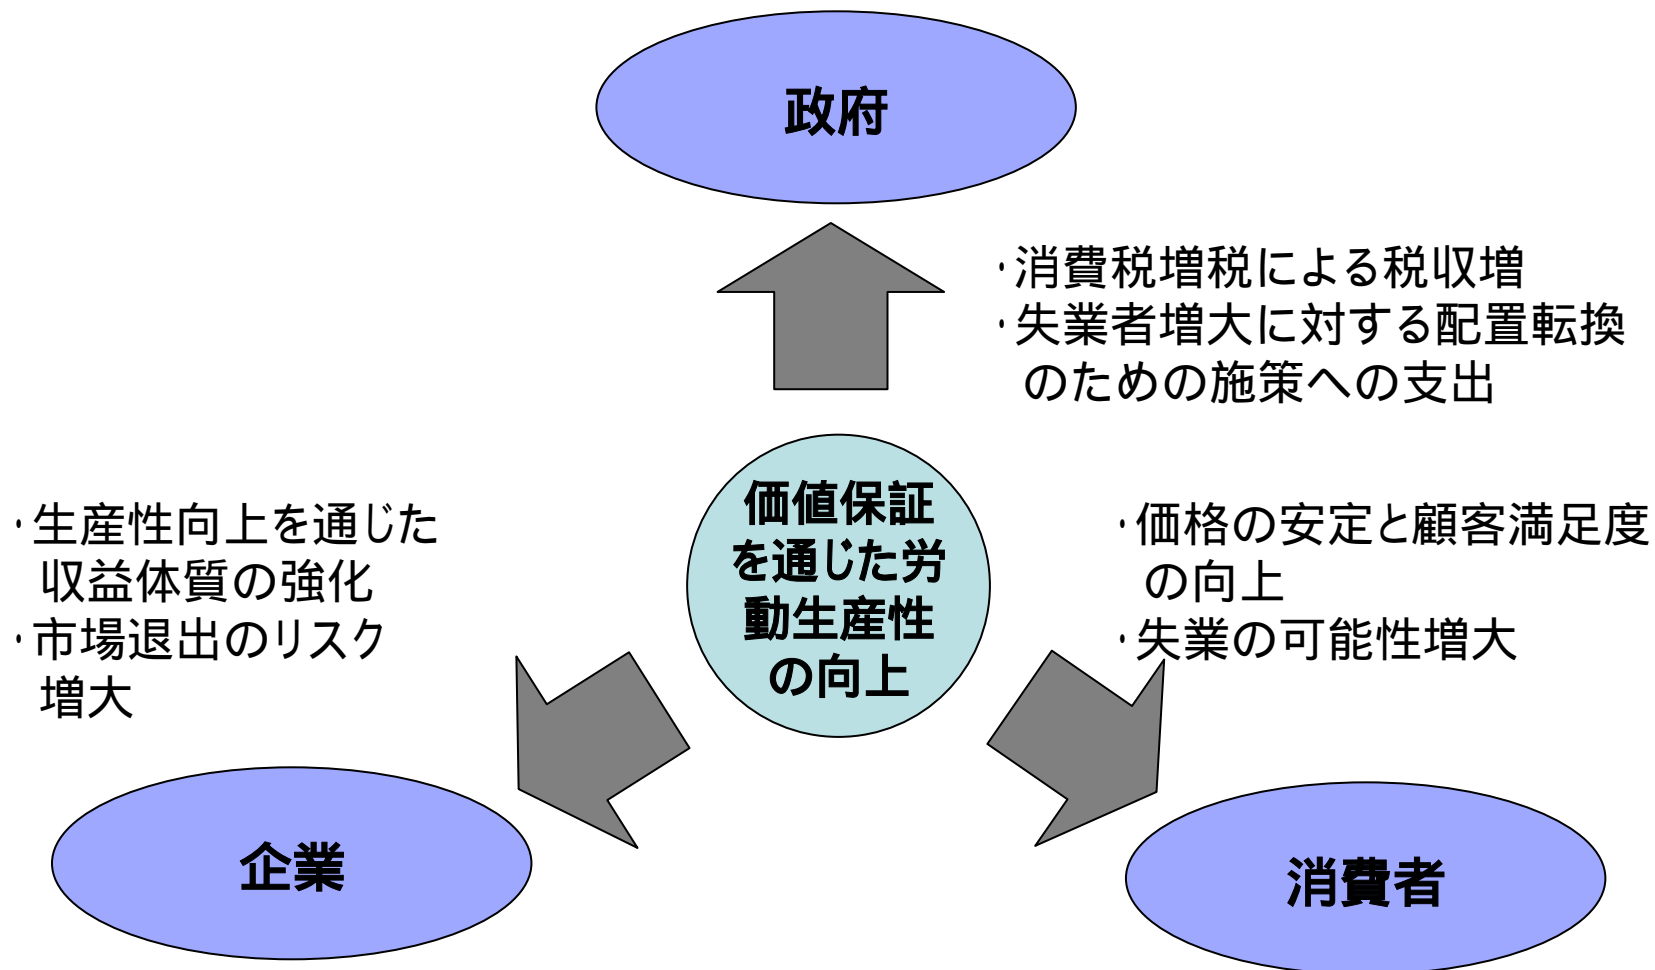 政府
・消費税増税による税収増
・失業者増大に対する配置転換
のための施策への支出
価値保証
を通じた労
動生産性
の向上
・生産性向上を通じた
収益体質の強化
・市場退出のリスク
増大
・価格の安定と顧客満足度
の向上
・失業の可能性増大
企業
消費者